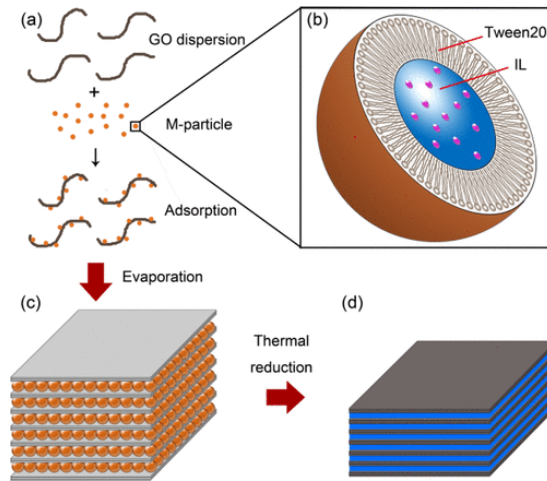 (a)
GO dispersion
+
M-particle
Adsorption
Evaporation
(b)
Tween20
IL
(c)
Thermal
reduction
(d)